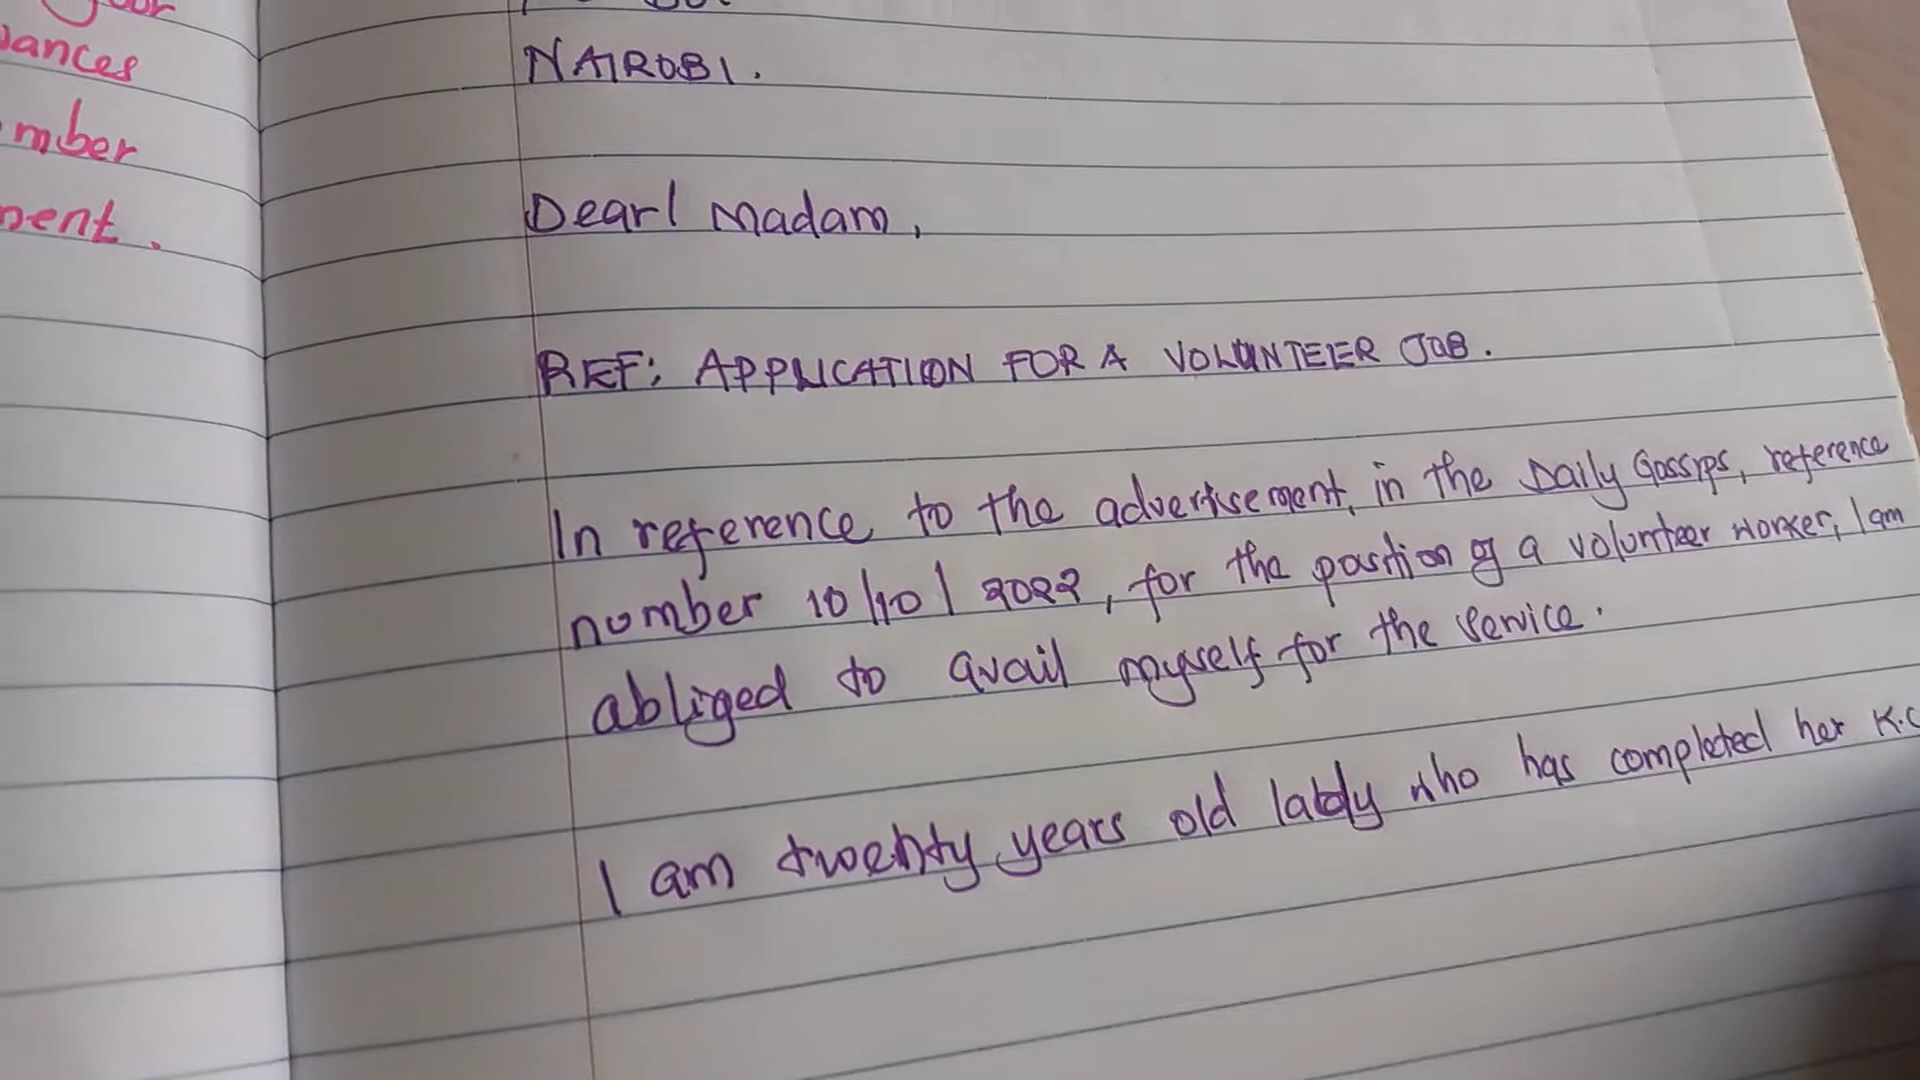 ances
mber
ment.
NAIROBI.
Dearl Madam,
REF: APPLICATION FOR A VOLUNTEER JOB.
In reference to the advertisement, in the Daily Gossips, reference
number 10/10/2022, for the position of a volunteer worker, I am
abliged to avail myself for the service.
I am twenty years old lady who has completed her K.C